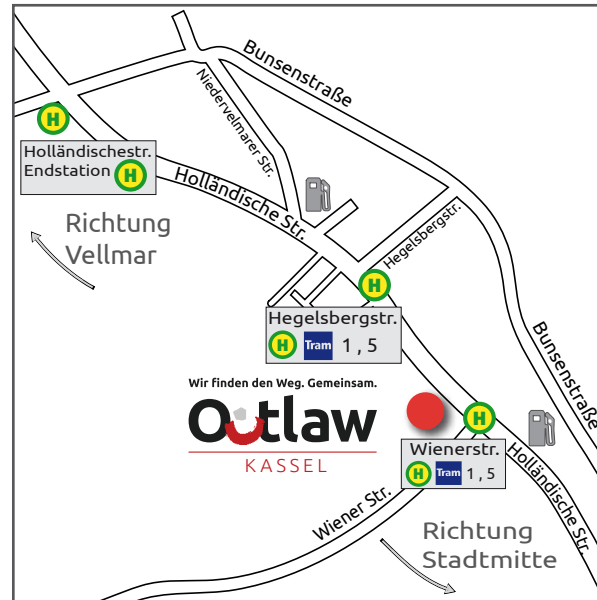 Bunsenstraße
Niedervelmarer Str.
H
Holländischestr.
Endstation H
Holländische Str.
Richtung
Vellmar
Hegelsbergstr.
H
Hegelsbergstr.
H Tram 1 , 5
Bunsenstraße
Wir finden den Weg. Gemeinsam.
Outlaw
KASSEL
H
Wienerstr.
H Tram 1 , 5
Holländische Str.
Wiener Str.
Richtung
Stadtmitte